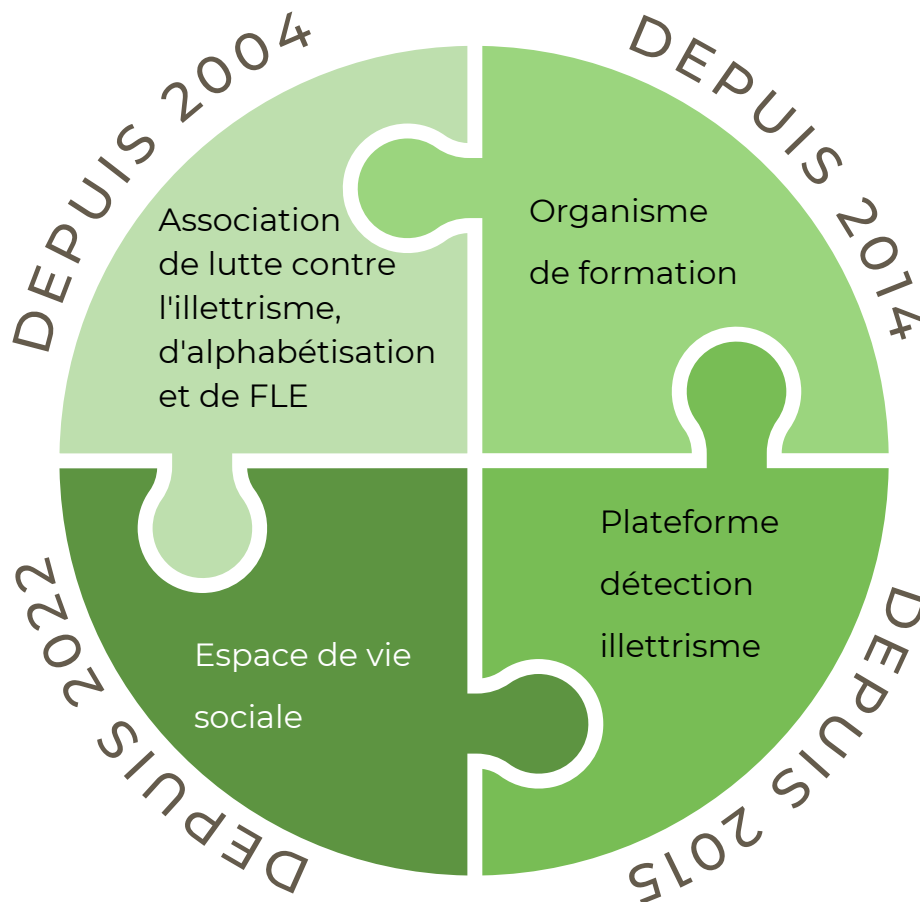 DEPUIS 2004
Association
de lutte contre
l'illettrisme,
d'alphabétisation
et de FLE
DEPUIS 2014
Organisme
de formation
DEPUIS 2015
Plateforme
détection
illettrisme
DEPUIS 2022
Espace de vie
sociale